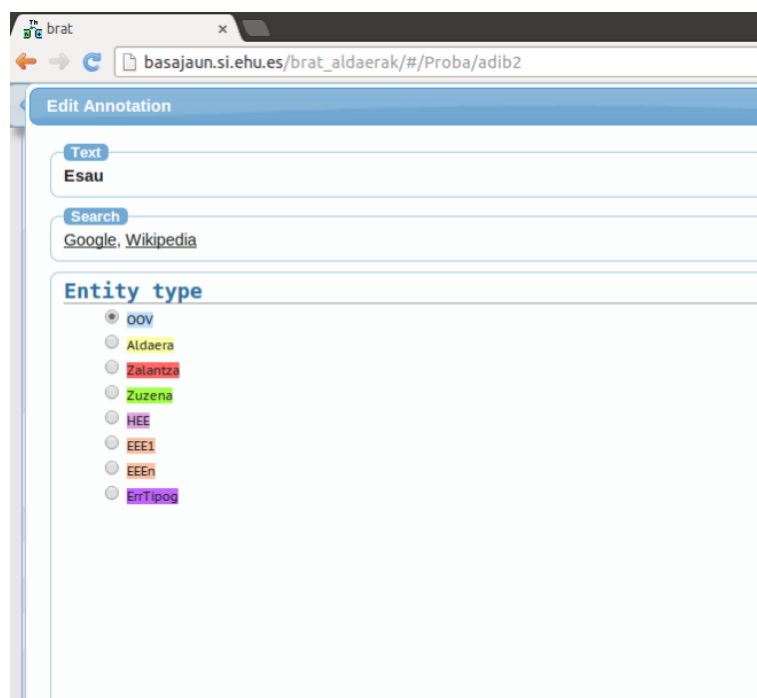 brat
basajaun.si.ehu.es/brat_aldaerak/#/Proba/adib2
Edit Annotation
Text
Esau
Search
Google, Wikipedia
Entity type
OOV
Aldaera
Zalantza
Zuzena
HEE
EEE1
EEEn
ErrTipog